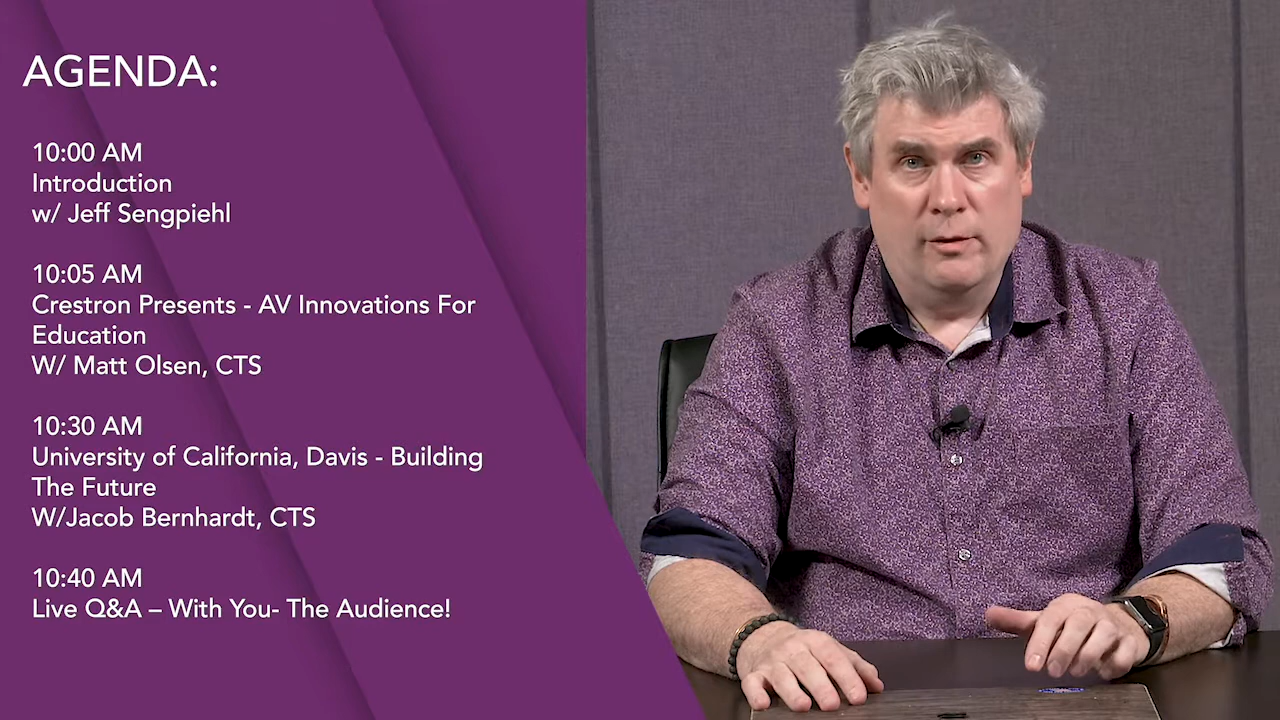 AGENDA:
10:00 AM
Introduction
w/ Jeff Sengpiehl
10:05 AM
Crestron Presents - AV Innovations For
Education
W/ Matt Olsen, CTS
10:30 AM
University of California, Davis - Building
The Future
W/Jacob Bernhardt, CTS
10:40 AM
Live Q&A – With You- The Audience!